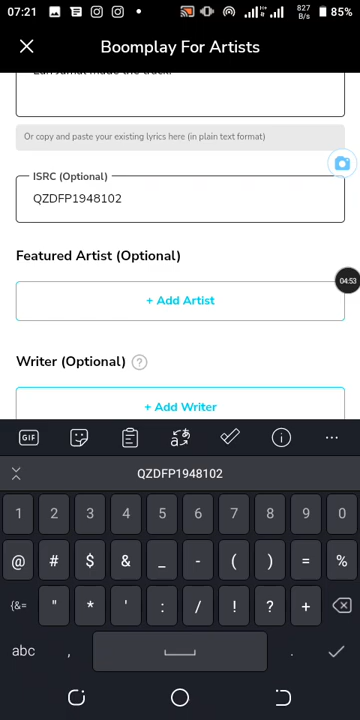 07:21
827
B/s
85%
Boomplay For Artists
Or copy and paste your existing lyrics here (in plain text format)
ISRC (Optional)
QZDFP1948102
Featured Artist (Optional)
04:53
+ Add Artist
Writer (Optional) ?
+ Add Writer
GIF
QZDFP1948102
1 2 3 4 5 6 7 8 9 0
@ # $ & _ - ( ) = %
{&= " * ' : / ! ? +
abc , .